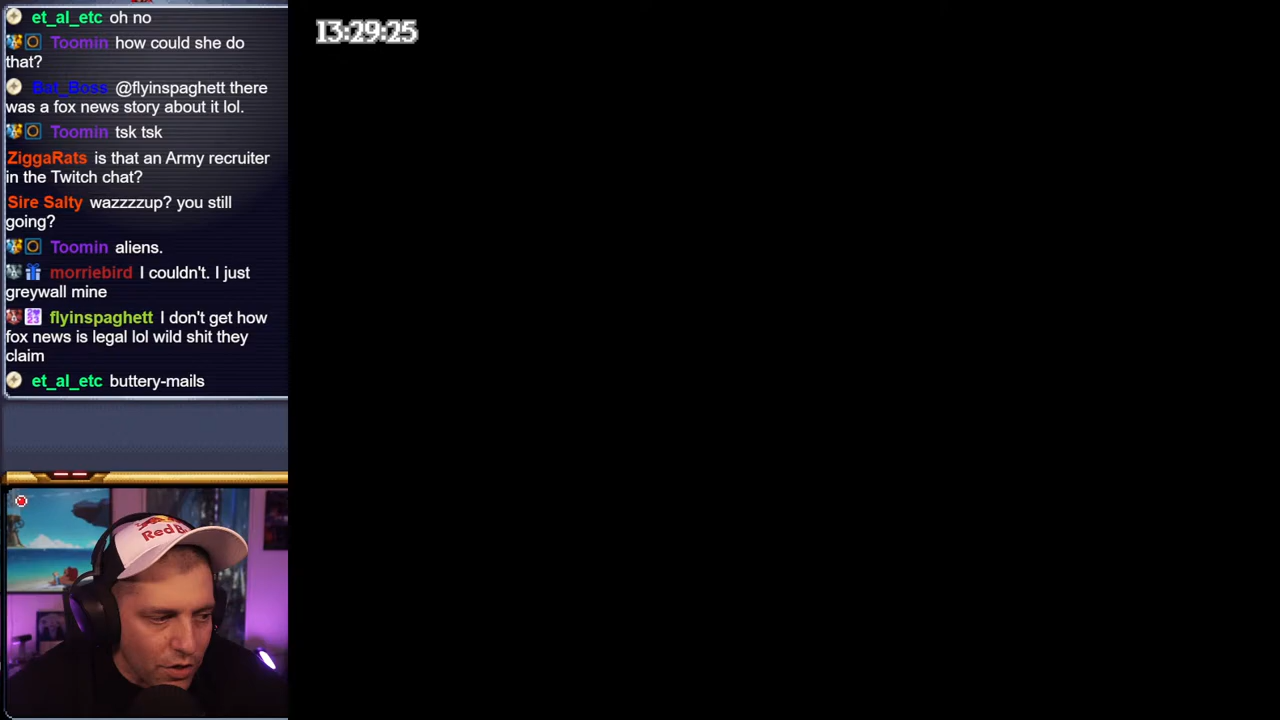 13:29:25
et_al_etc oh no
Toomin how could she do
that?
Bat_Boss @flyinspaghett there
was a fox news story about it lol.
Toomin tsk tsk
ZiggaRats is that an Army recruiter
in the Twitch chat?
Sire Salty wazzzzup? you still
going?
Toomin aliens.
morriebird I couldn't. I just
greywall mine
flyinspaghett I don't get how
fox news is legal lol wild shit they
claim
et_al_etc buttery-mails
Red B